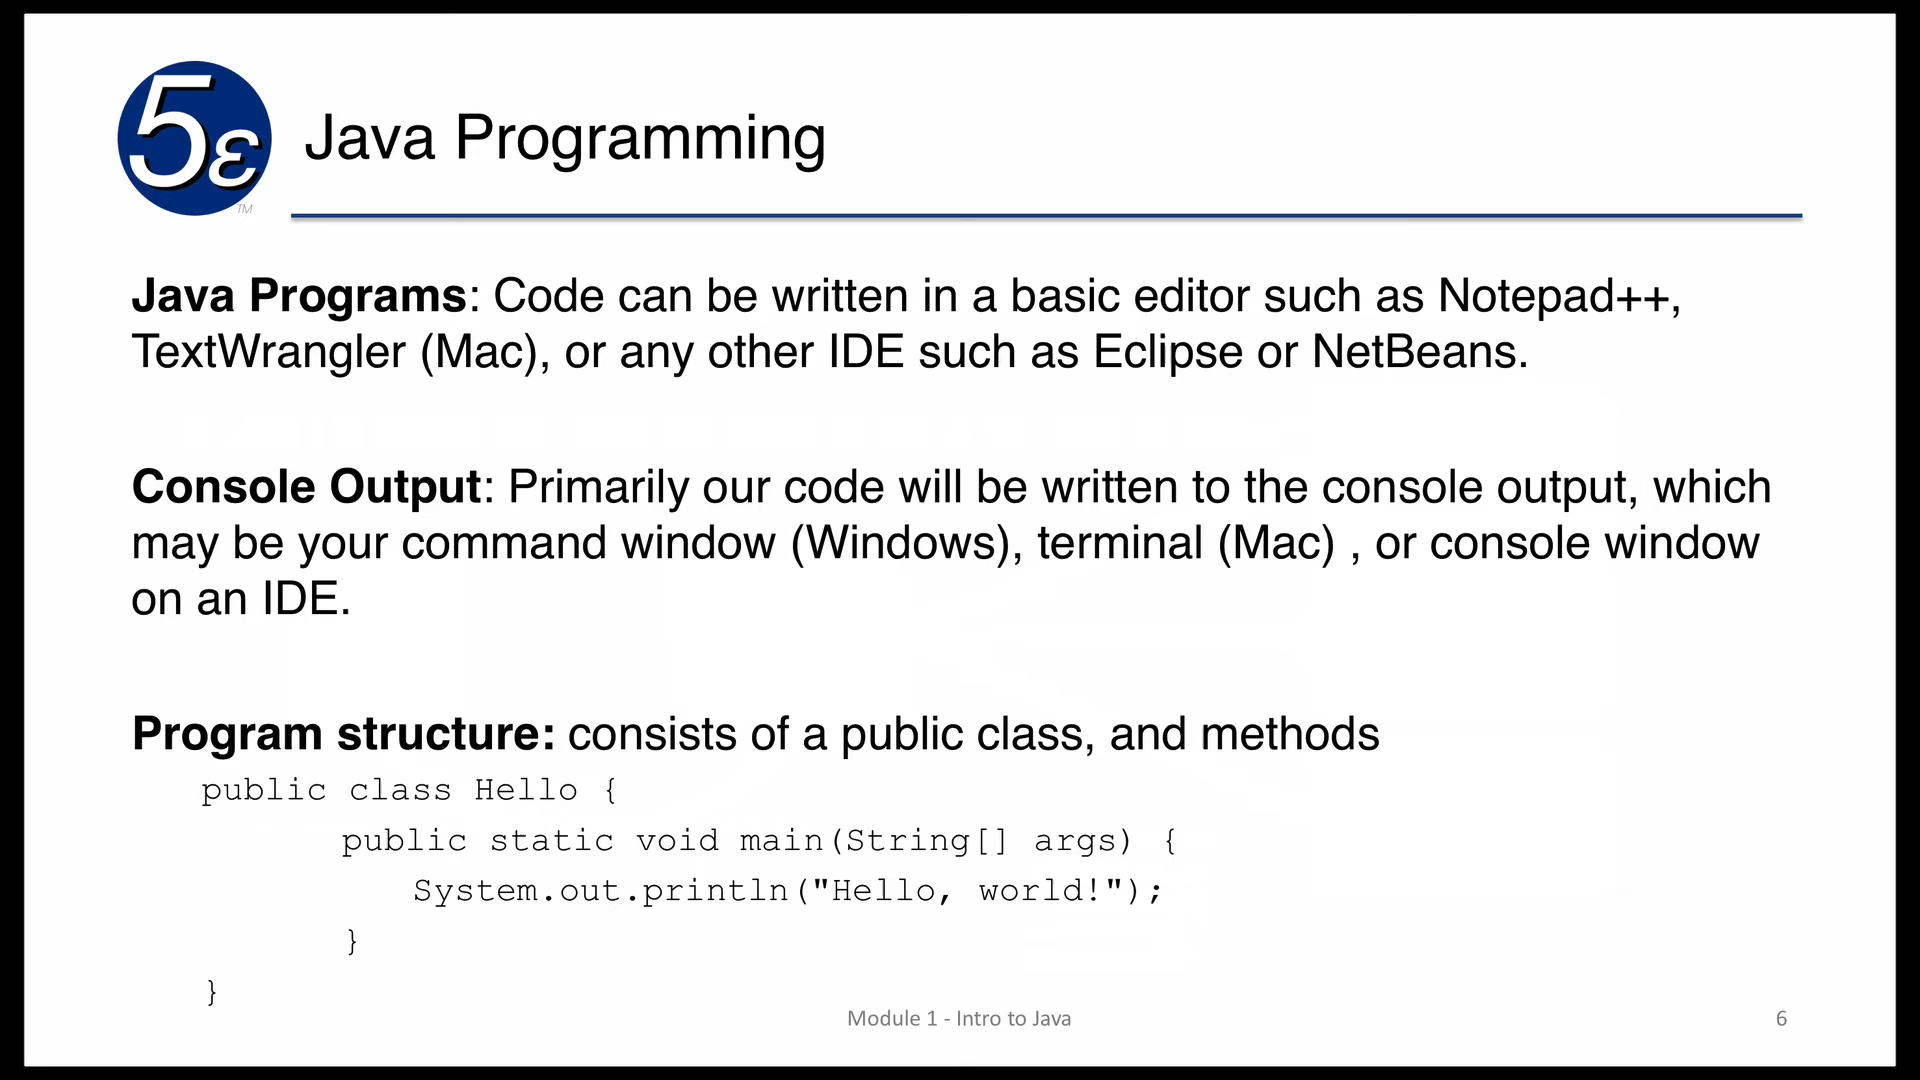 5ε
TM
Java Programming
Java Programs: Code can be written in a basic editor such as Notepad++,
TextWrangler (Mac), or any other IDE such as Eclipse or NetBeans.
Console Output: Primarily our code will be written to the console output, which
may be your command window (Windows), terminal (Mac) , or console window
on an IDE.
Program structure: consists of a public class, and methods
public class Hello {
public static void main(String[] args) {
System.out.println("Hello, world!");
}
}
Module 1 - Intro to Java
6